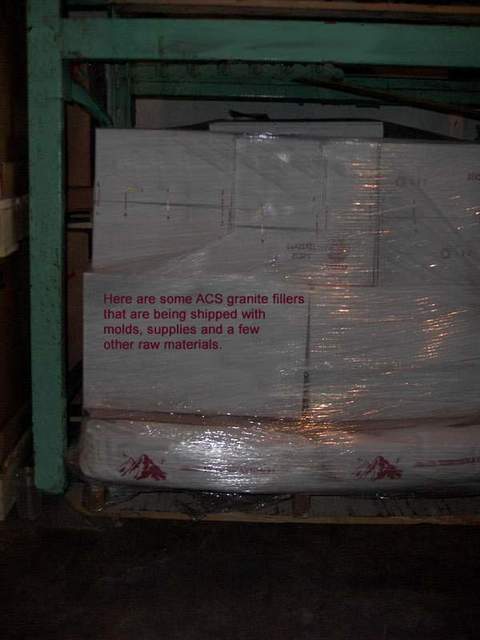 Here are some ACS granite fillers
that are being shipped with
molds, supplies and a few
other raw materials.